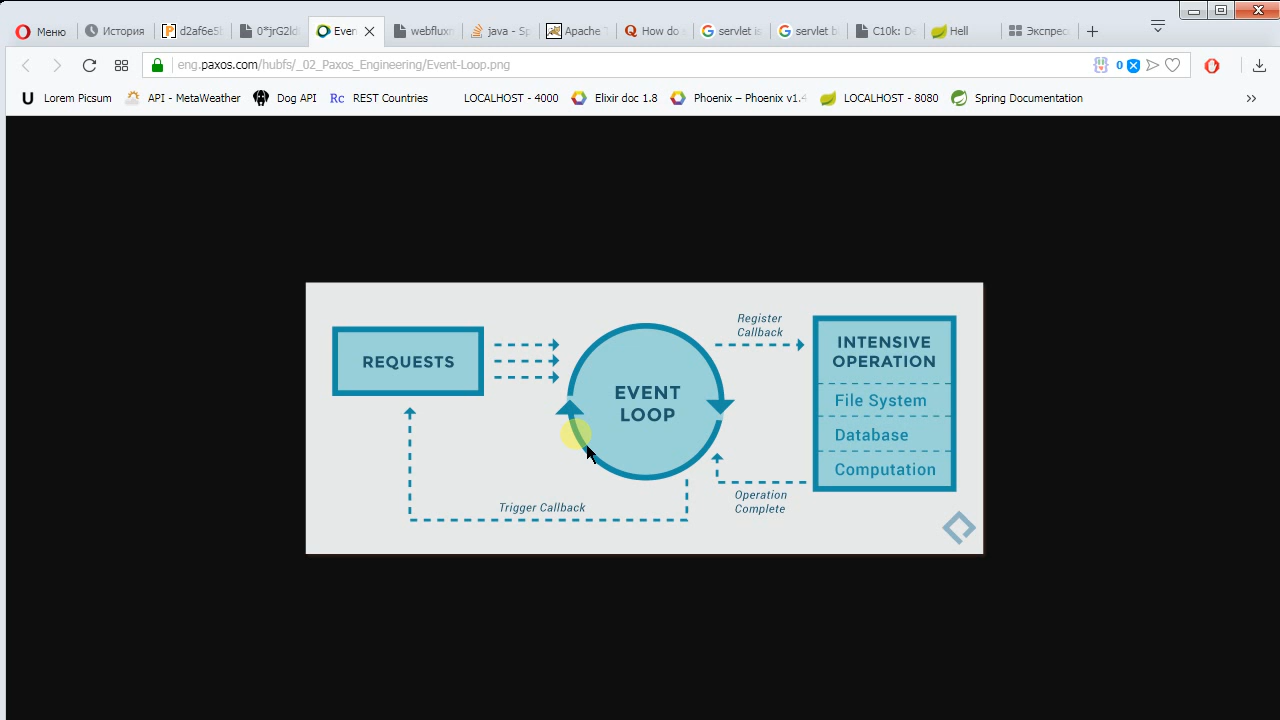 Меню
История
d2af6e5
0*jrG2ld
Even
webflux
java - Sp
Apache
How do
servlet is
servlet b
C10k: De
Hell
Экспрес
eng.paxos.com/hubfs/_02_Paxos_Engineering/Event-Loop.png
0
U Lorem Picsum
API - MetaWeather
Dog API
Rc REST Countries
LOCALHOST - 4000
Elixir doc 1.8
Phoenix – Phoenix v1.4
LOCALHOST - 8080
Spring Documentation
REQUESTS
EVENT
LOOP
Register
Callback
INTENSIVE
OPERATION
File System
Database
Computation
Operation
Complete
Trigger Callback